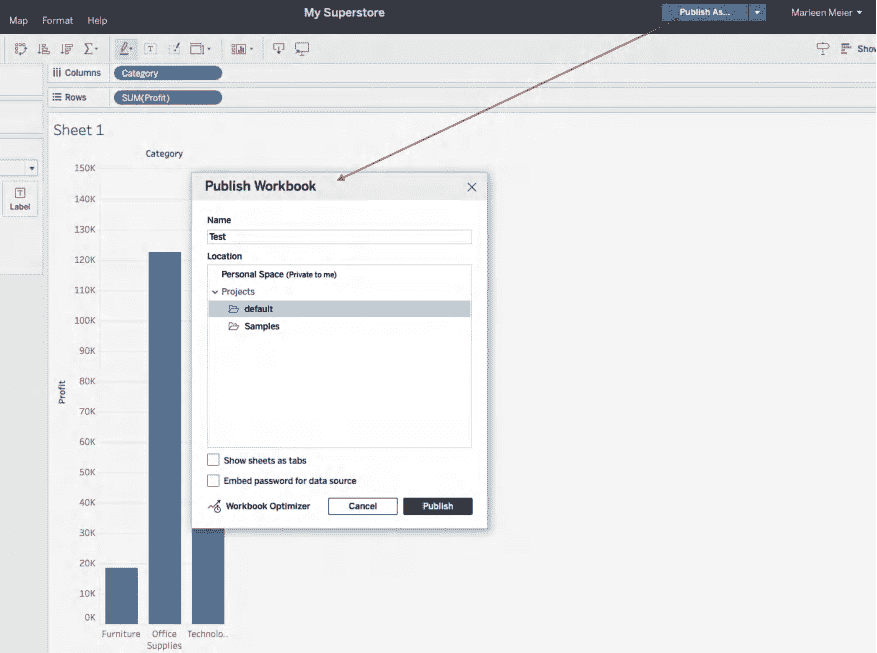 My Superstore
Publish As...
Marleen Meier
Map Format Help
Show
Columns Category
Rows SUM(Profit)
Sheet 1
Category
Label
150K
140K
130K
120K
110K
100K
90K
80K
70K
60K
50K
40K
30K
20K
10K
0K
Profit
Furniture Office Technolo..
Supplies
Publish Workbook
Name
Test
Location
Personal Space (Private to me)
Projects
default
Samples
Show sheets as tabs
Embed password for data source
Workbook Optimizer Cancel Publish